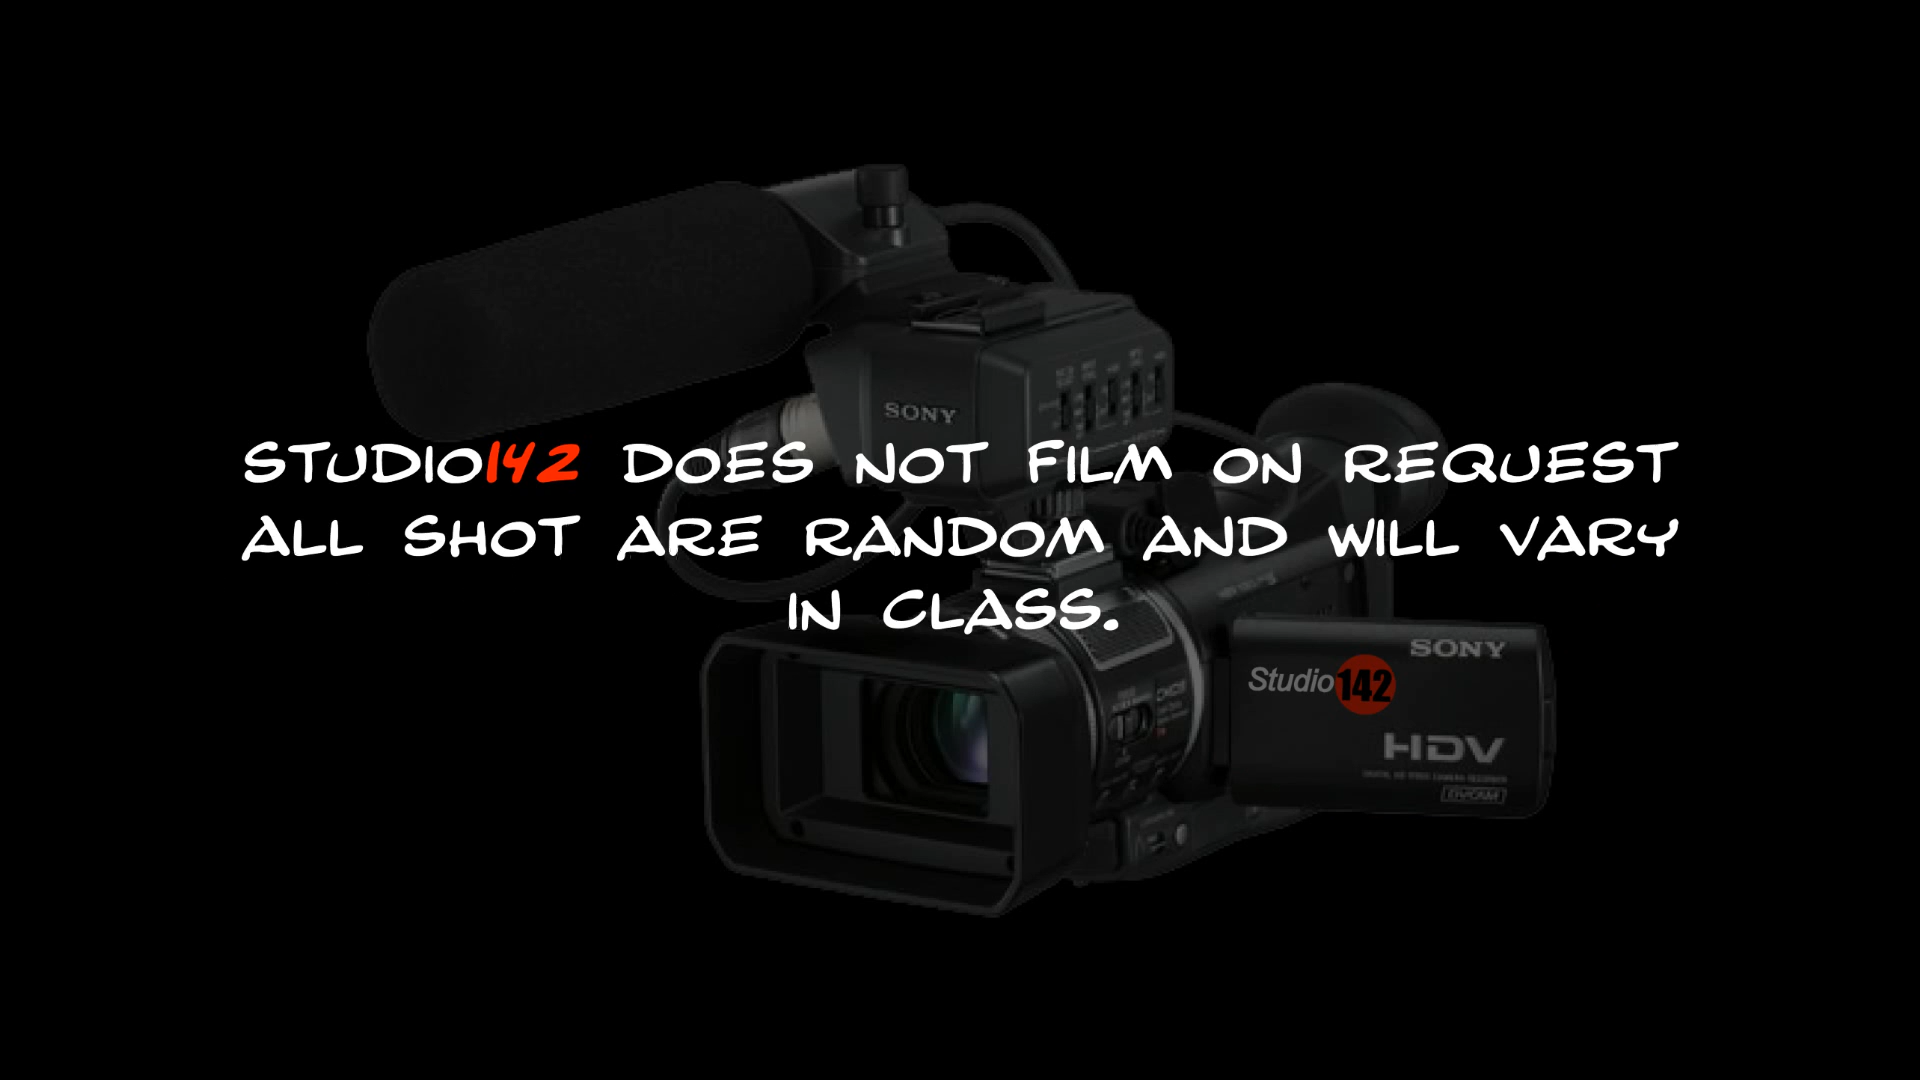 SONY
STUDIO142 DOES NOT FILM ON REQUEST
ALL SHOT ARE RANDOM AND WILL VARY
IN CLASS.
SONY
Studio142
HDV
DVCAM